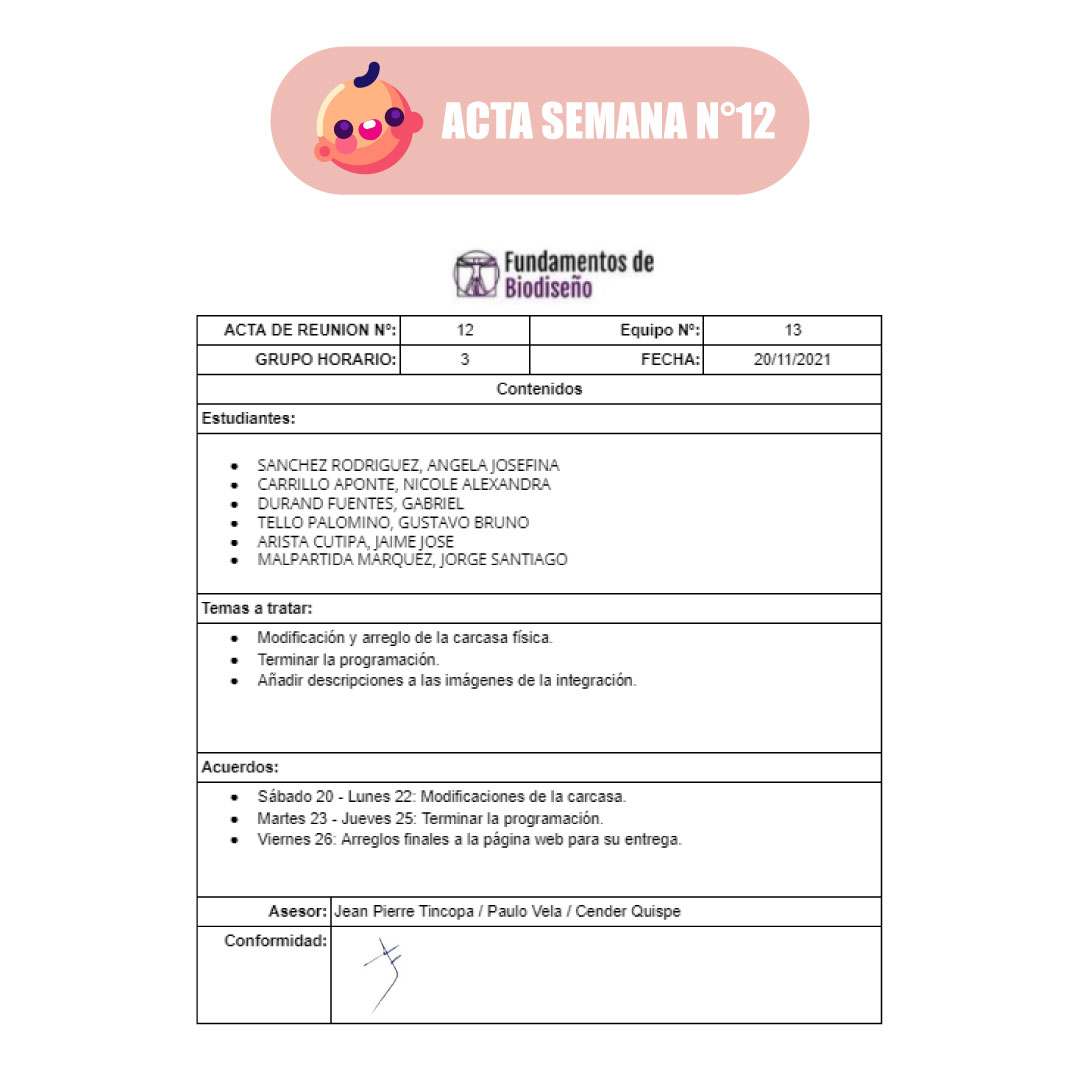 ACTA SEMANA N°12
Fundamentos de
Biodiseño
ACTA DE REUNION Nº: 12 Equipo Nº: 13
GRUPO HORARIO: 3 FECHA: 20/11/2021
Contenidos
Estudiantes:
• SANCHEZ RODRIGUEZ, ANGELA JOSEFINA
• CARRILLO APONTE, NICOLE ALEXANDRA
• DURAND FUENTES, GABRIEL
• TELLO PALOMINO, GUSTAVO BRUNO
• ARISTA CUTIPA, JAIME JOSE
• MALPARTIDA MARQUEZ, JORGE SANTIAGO
Temas a tratar:
• Modificación y arreglo de la carcasa física.
• Terminar la programación.
• Añadir descripciones a las imágenes de la integración.
Acuerdos:
• Sábado 20 - Lunes 22: Modificaciones de la carcasa.
• Martes 23 - Jueves 25: Terminar la programación.
• Viernes 26: Arreglos finales a la página web para su entrega.
Asesor: Jean Pierre Tincopa / Paulo Vela / Cender Quispe
Conformidad: